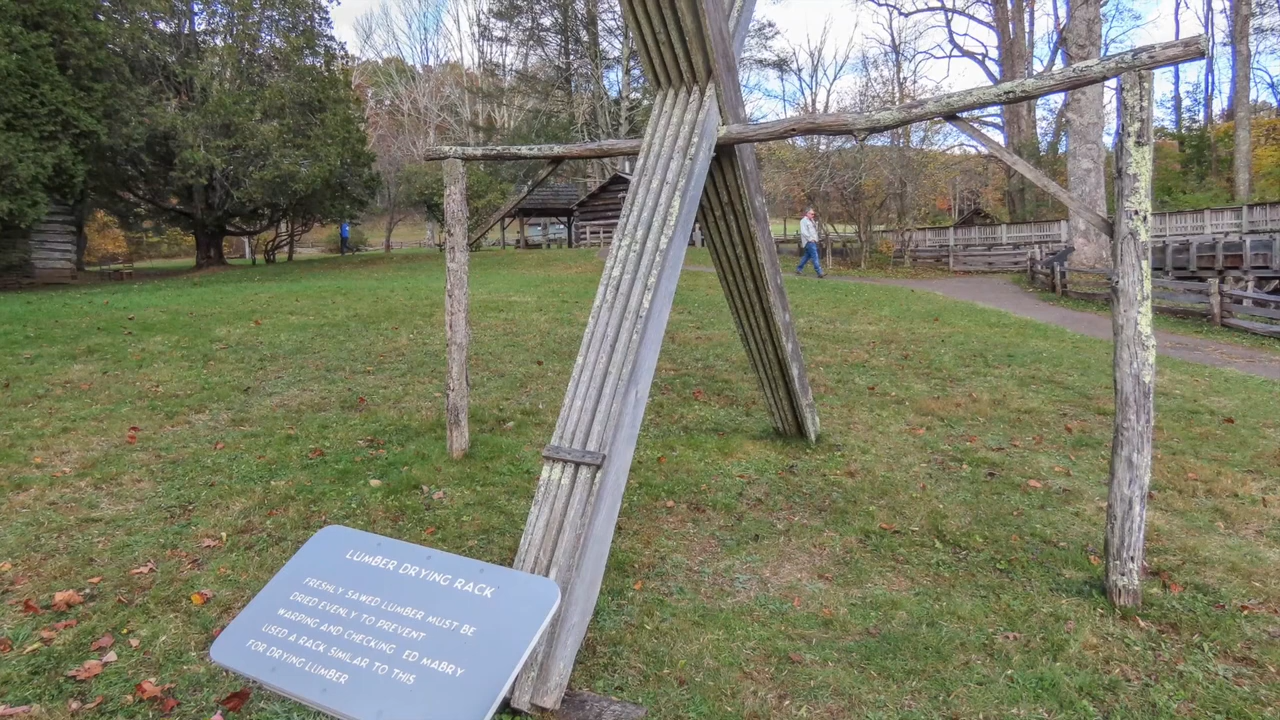 LUMBER DRYING RACK
FRESHLY SAWED LUMBER MUST BE
DRIED EVENLY TO PREVENT
WARPING AND CHECKING ED MABRY
USED A RACK SIMILAR TO THIS
FOR DRYING LUMBER